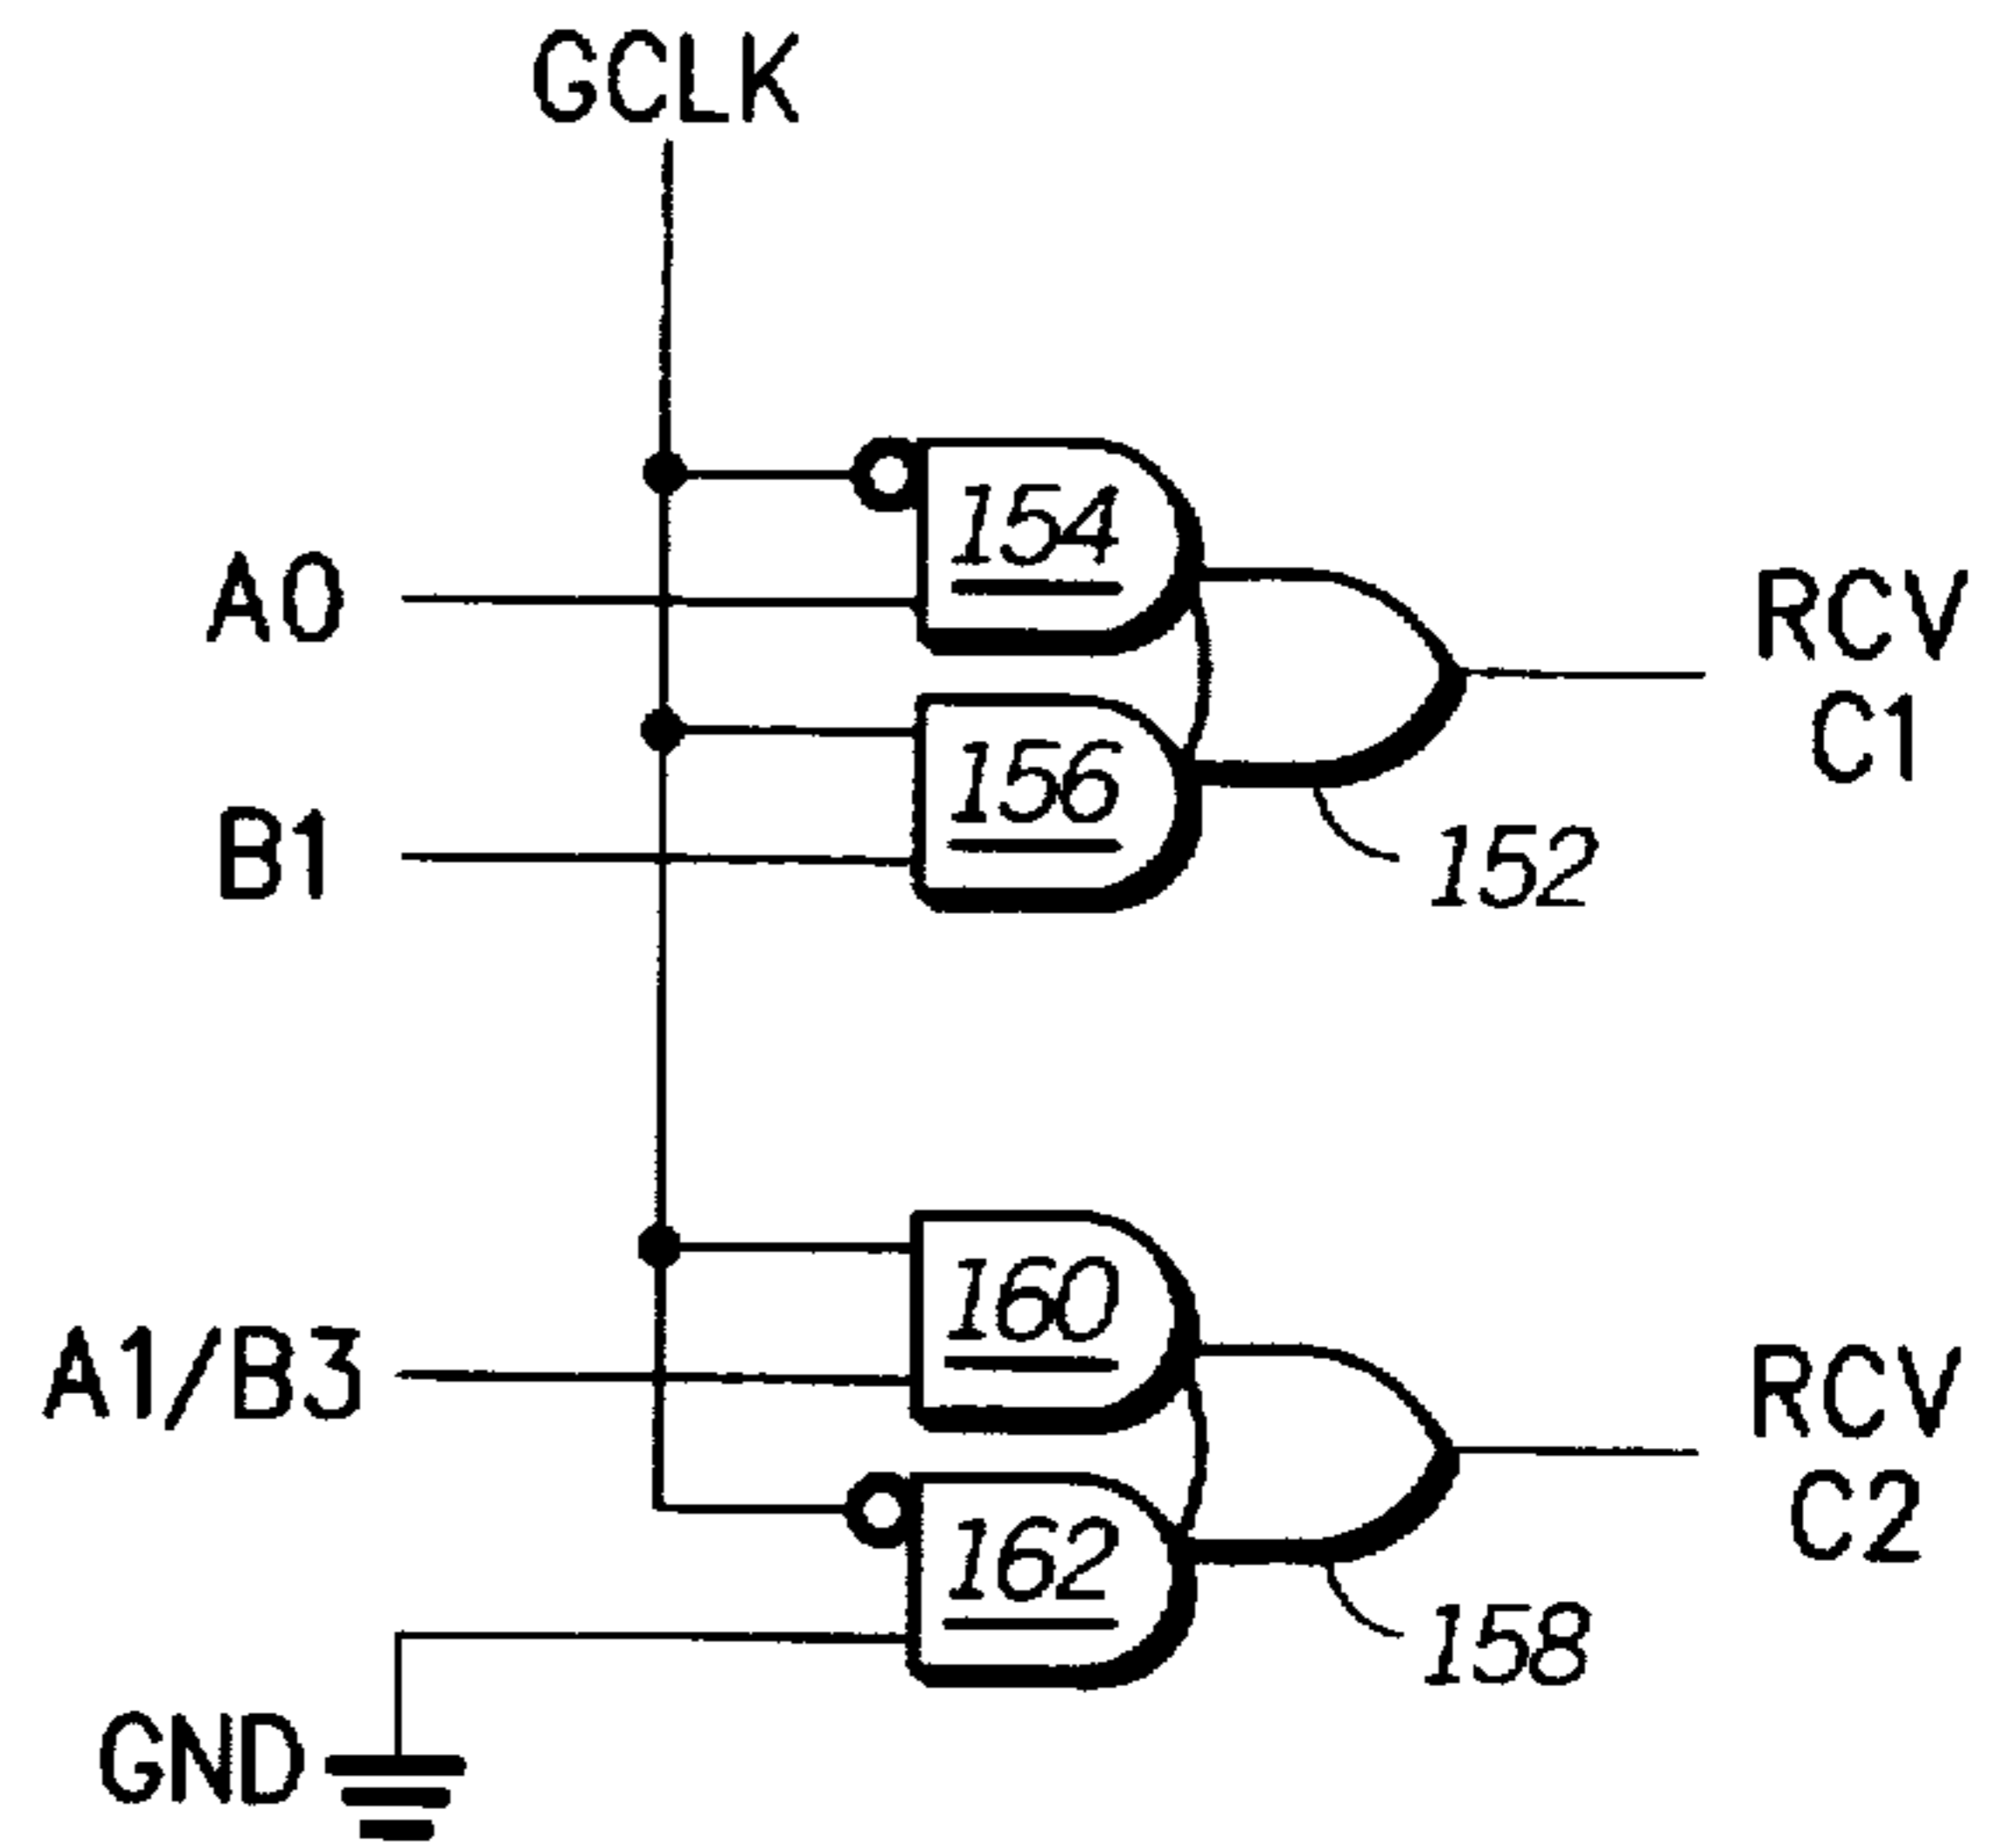 GCLK
154
A0
RCV
C1
156
B1
152
160
A1/B3
RCV
C2
162
158
GND